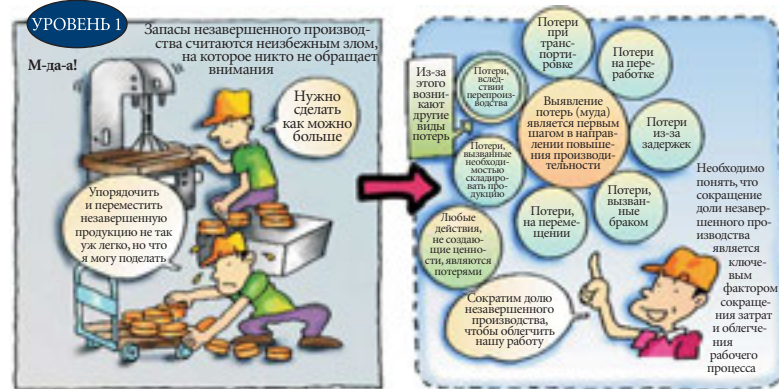 УРОВЕНЬ 1
Запасы незавершенного производ-
ства считаются неизбежным злом,
на которое никто не обращает
внимания
М-да-а!
Нужно
сделать
как можно
больше
Упорядочить
и переместить
незавершенную
продукцию не так
уж легко, но что
я могу поделать
Из-за
этого
возни-
кают
другие
виды
потерь
Потери,
вслед-
ствии
перепроиз-
водства
Потери
при
транс-
порти-
ровке
Потери
на пере-
работке
Потери
из-за
задержек
Выявление
потерь (муда)
является первым
шагом в направ-
лении повыше-
ния производи-
тельности
Потери,
вызванные
необходи-
мостью
складиро-
вать про-
дукцию
Потери,
вызван-
ные
браком
Потери,
на переме-
щении
Любые
действия,
не создаю-
щие ценно-
сти, являются
потерями
Сократим долю
незавершенного
производства,
чтобы облегчить
нашу работу
Необходимо
понять, что
сокращение
доли незавер-
шенного про-
изводства
является
ключе-
вым
фактором
сокраще-
ния затрат
и облегче-
ния
рабочего
процесса